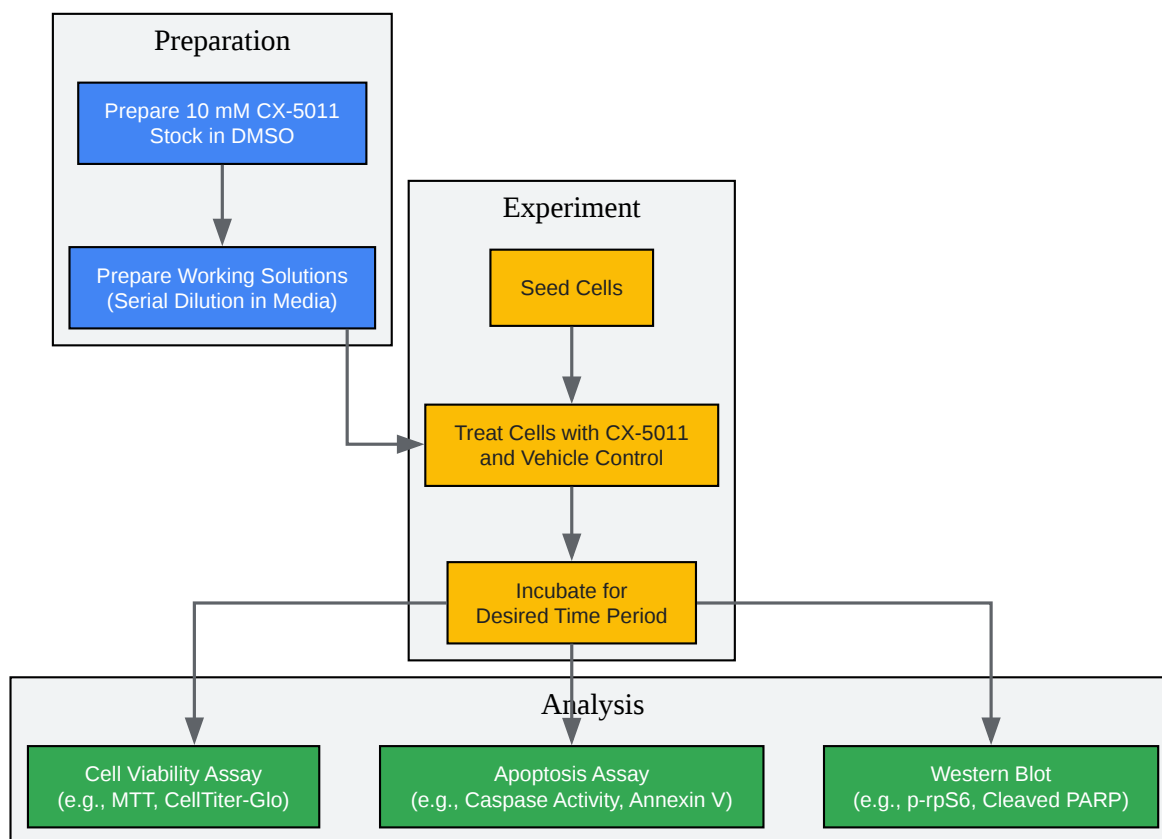 Preparation
Prepare 10 mM CX-5011
Stock in DMSO
Prepare Working Solutions
(Serial Dilution in Media)
Experiment
Seed Cells
Treat Cells with CX-5011
and Vehicle Control
Incubate for
Desired Time Period
Analysis
Cell Viability Assay
(e.g., MTT, CellTiter-Glo)
Apoptosis Assay
(e.g., Caspase Activity, Annexin V)
Western Blot
(e.g., p-rpS6, Cleaved PARP)